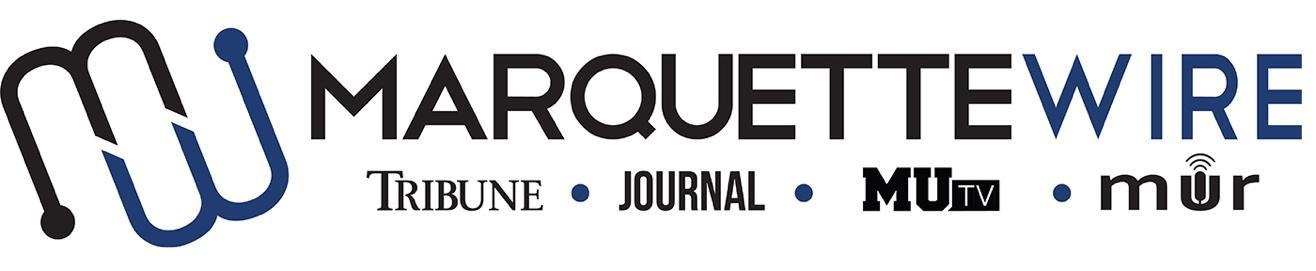 MARQUETTEWIRE
TRIBUNE • JOURNAL • MUTV • mur